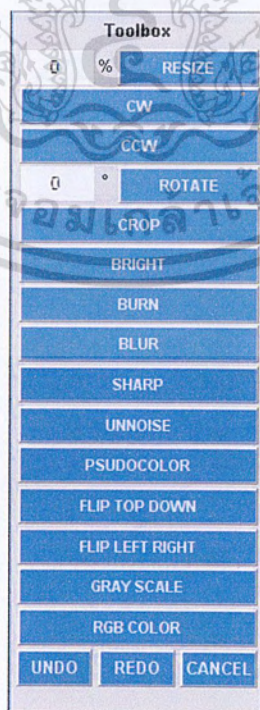 Toolbox
0 % RESIZE
CW
CCW
0 ° ROTATE
CROP
BRIGHT
BURN
BLUR
SHARP
UNNOISE
PSUDOCOLOR
FLIP TOP DOWN
FLIP LEFT RIGHT
GRAY SCALE
RGB COLOR
UNDO REDO CANCEL